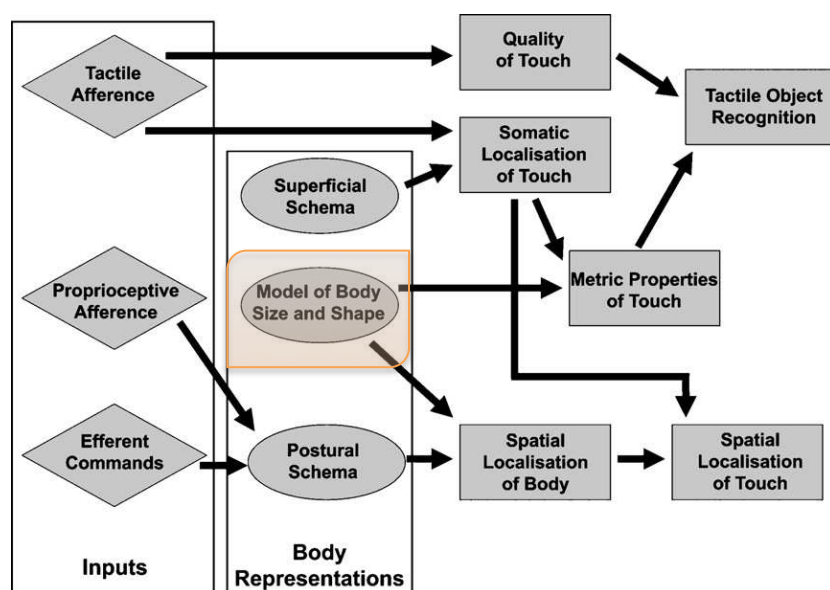 Tactile
Afference
Quality
of Touch
Tactile Object
Recognition
Somatic
Localisation
of Touch
Superficial
Schema
Proprioceptive
Afference
Model of Body
Size and Shape
Metric Properties
of Touch
Efferent
Commands
Postural
Schema
Spatial
Localisation
of Body
Spatial
Localisation
of Touch
Inputs
Body
Representations